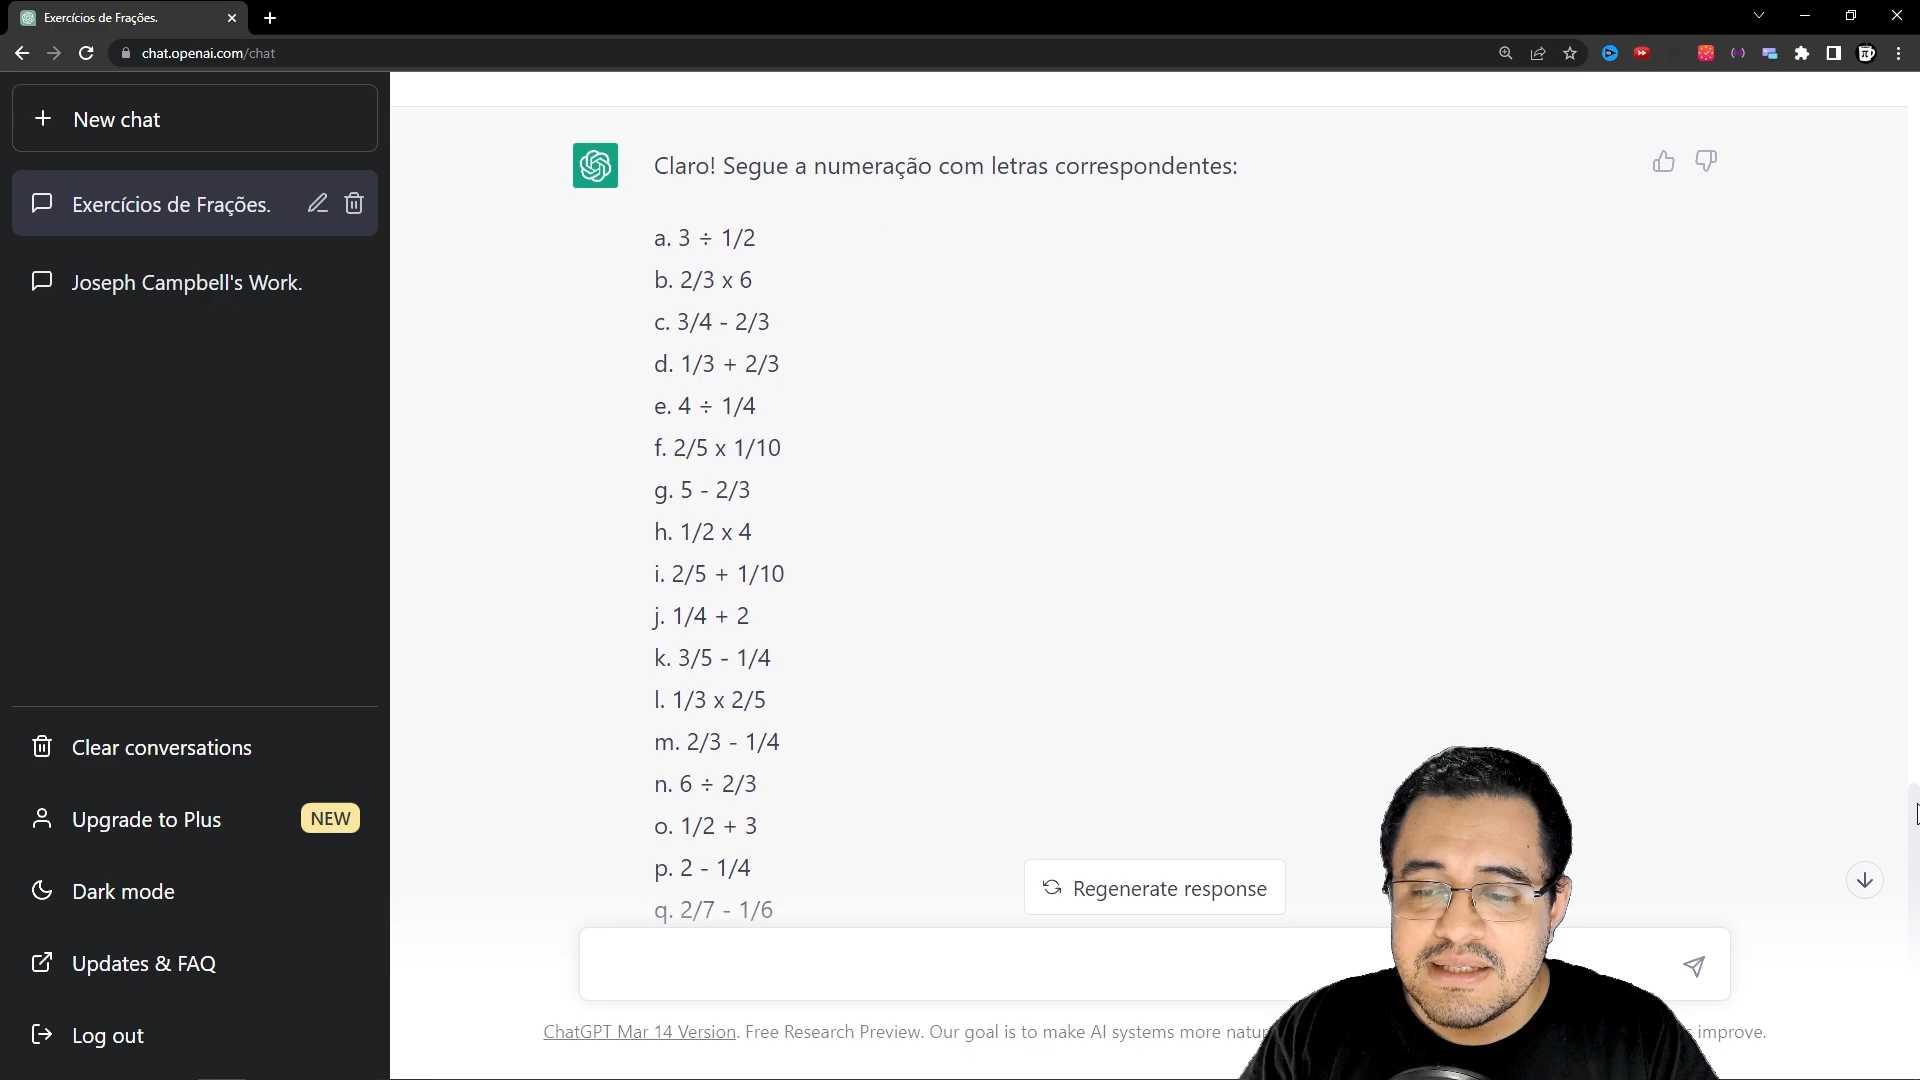 Exercícios de Frações.
chat.openai.com/chat
New chat
Exercícios de Frações.
Joseph Campbell's Work.
Clear conversations
Upgrade to Plus NEW
Dark mode
Updates & FAQ
Log out
Claro! Segue a numeração com letras correspondentes:
a. 3 ÷ 1/2
b. 2/3 x 6
c. 3/4 - 2/3
d. 1/3 + 2/3
e. 4 ÷ 1/4
f. 2/5 x 1/10
g. 5 - 2/3
h. 1/2 x 4
i. 2/5 + 1/10
j. 1/4 + 2
k. 3/5 - 1/4
l. 1/3 x 2/5
m. 2/3 - 1/4
n. 6 ÷ 2/3
o. 1/2 + 3
p. 2 - 1/4
q. 2/7 - 1/6
Regenerate response
ChatGPT Mar 14 Version. Free Research Preview. Our goal is to make AI systems more improve.